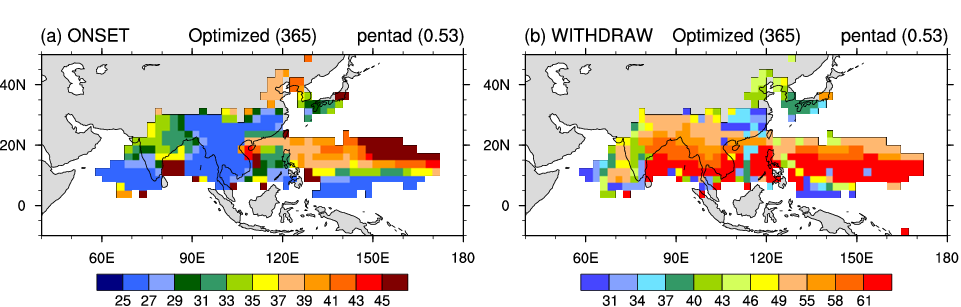 (a) ONSET Optimized (365) pentad (0.53)
40N
20N
0
60E 90E 120E 150E 180
25 27 29 31 33 35 37 39 41 43 45
(b) WITHDRAW Optimized (365) pentad (0.53)
40N
20N
0
60E 90E 120E 150E 180
31 34 37 40 43 46 49 55 58 61